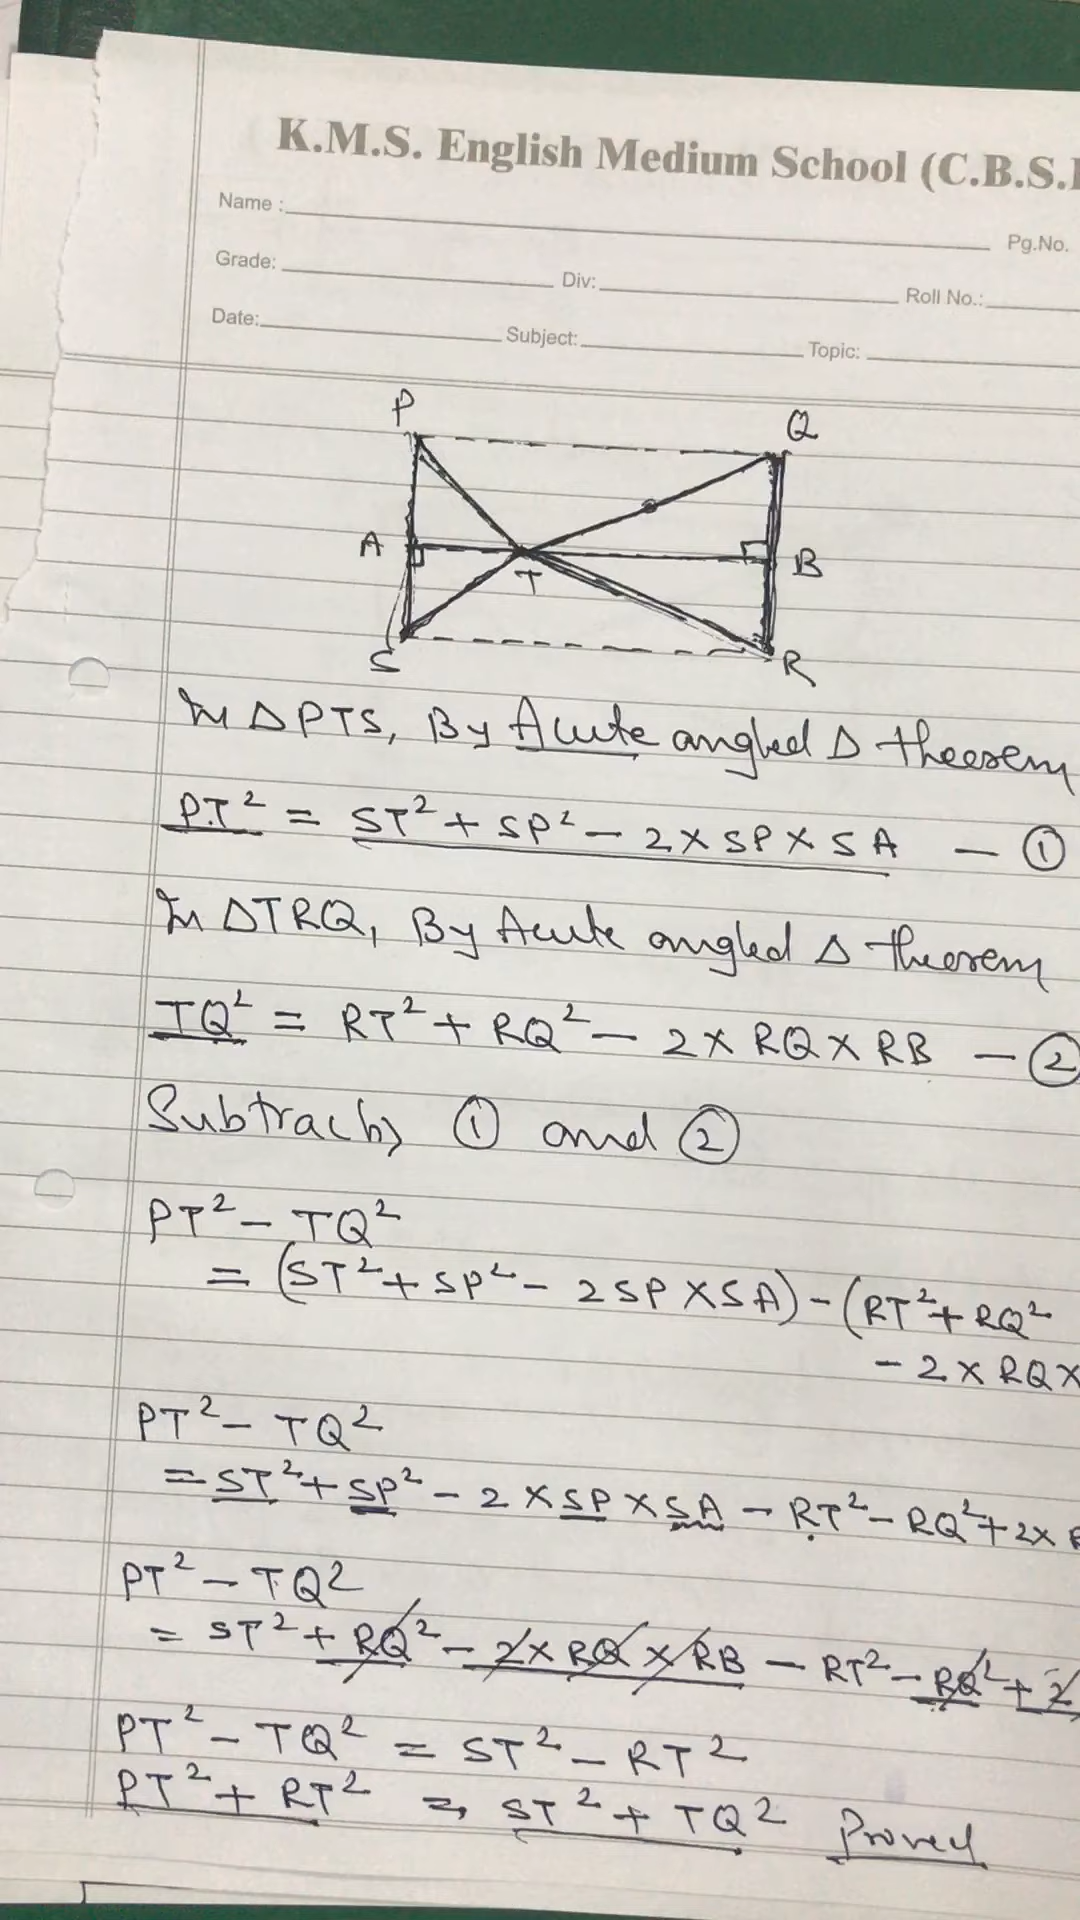 K.M.S. English Medium School (C.B.S.
Name :
Pg.No.
Grade: Div: Roll No.:
Date: Subject: Topic:
P Q
A B
T
S R
In △PTS, By Acute angled △ theorem
PT² = ST² + SP² - 2 × SP × SA - ①
In △TRQ, By Acute angled △ theorem
TQ² = RT² + RQ² - 2 × RQ × RB - ②
① and ②
PT² - TQ²
= (ST² + SP² - 2SP × SA) - (RT² + RQ²
- 2 × RQ ×
PT² - TQ²
= ST² + SP² - 2 × SP × SA - RT² - RQ² + 2 ×
PT² - TQ²
= ST² + RQ² - 2 × RQ × RB - RT² - RQ² + 2
PT² - TQ² = ST² - RT²
PT² + RT² = ST² + TQ² Proved